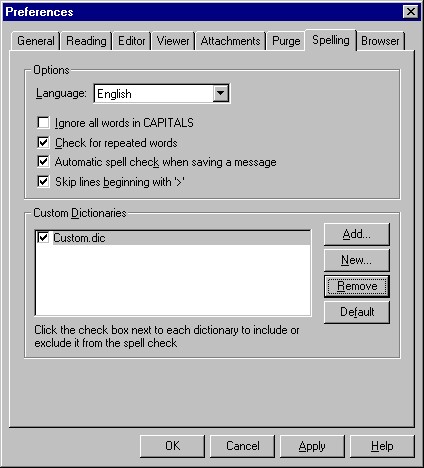 Preferences
General Reading Editor Viewer Attachments Purge Spelling Browser
Options
Language: English
Ignore all words in CAPITALS
Check for repeated words
Automatic spell check when saving a message
Skip lines beginning with '>'
Custom Dictionaries
Custom.dic
Add...
New...
Remove
Default
Click the check box next to each dictionary to include or
exclude it from the spell check
OK Cancel Apply Help